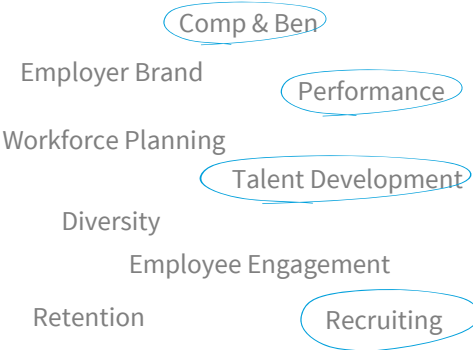 Comp & Ben
Employer Brand
Performance
Workforce Planning
Talent Development
Diversity
Employee Engagement
Retention
Recruiting